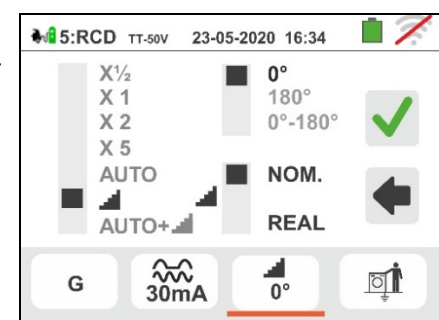 5:RCD TT-50V 23-05-2020 16:34
X½
X 1
X 2
X 5
AUTO
AUTO+
0°
180°
0°-180°
NOM.
REAL
G
30mA
0°